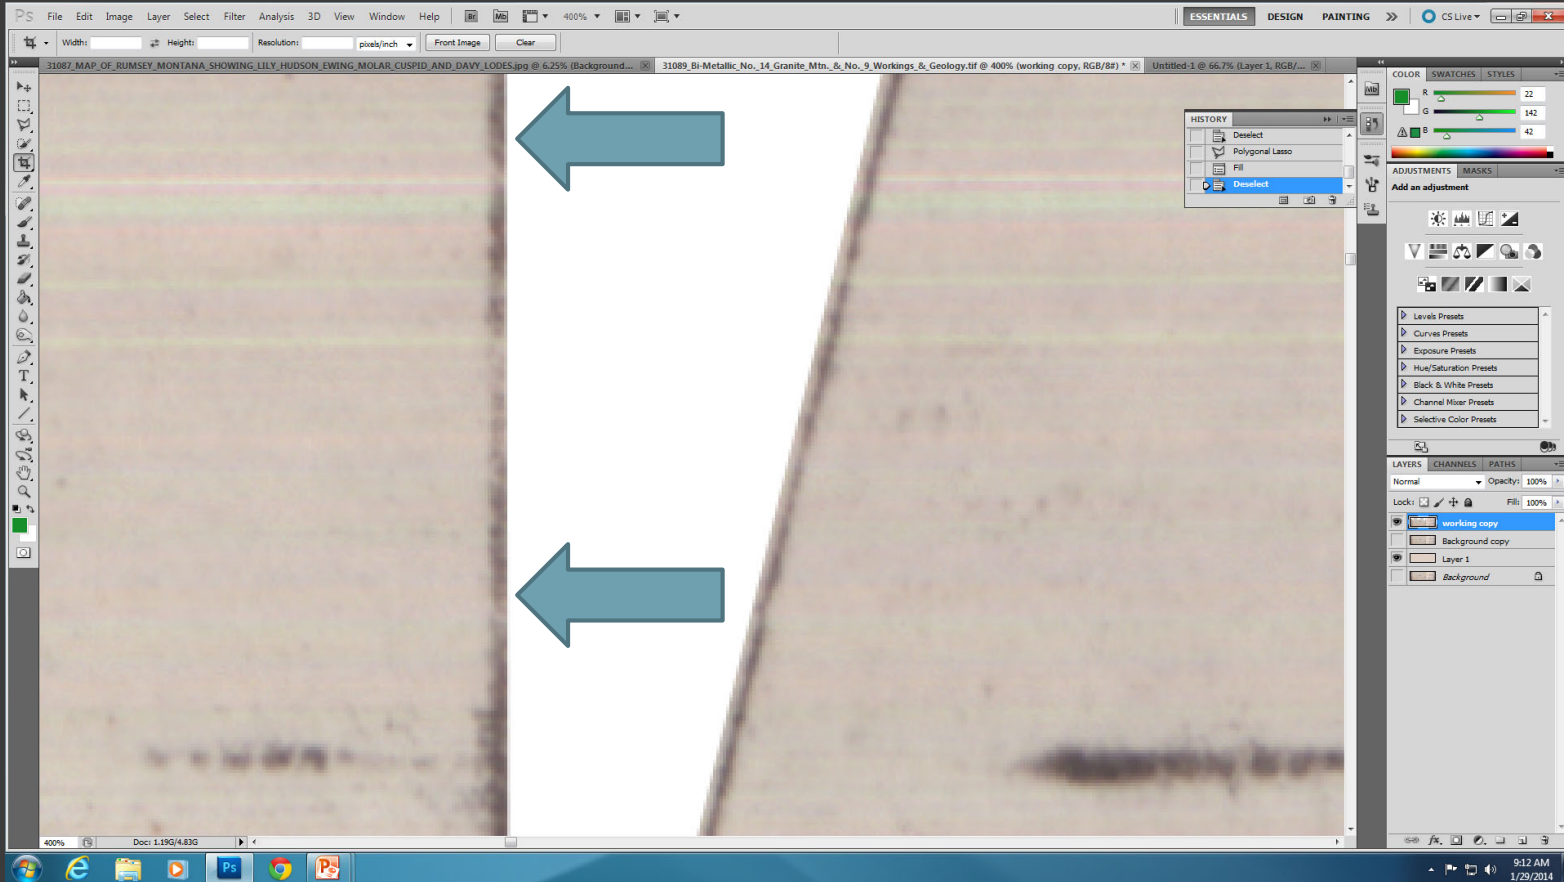 Ps File Edit Image Layer Select Filter Analysis 3D View Window Help Br Mb 400% ESSENTIALS DESIGN PAINTING CS Live
Width: Height: Resolution: pixels/inch Front Image Clear
31087_MAP_OF_RUMSEY_MONTANA_SHOWING_LILY_HUDSON_EWING_MOLAR_CUSPID_AND_DAVY_LODES.jpg @ 6.25% (Background... 31089_Bi-Metallic_No._14_Granite_Mtn._&_No._9_Workings_&_Geology.tif @ 400% (working copy, RGB/8#) * Untitled-1 @ 66.7% (Layer 1, RGB/...
HISTORY
Deselect
Polygonal Lasso
Fill
Deselect
Mb
COLOR SWATCHES STYLES
R 22
G 142
B 42
ADJUSTMENTS MASKS
Add an adjustment
Levels Presets
Curves Presets
Exposure Presets
Hue/Saturation Presets
Black & White Presets
Channel Mixer Presets
Selective Color Presets
LAYERS CHANNELS PATHS
Normal Opacity: 100%
Lock: Fill: 100%
working copy
Background copy
Layer 1
Background
400% Doc: 1.19G/4.83G
Ps
9:12 AM
1/29/2014